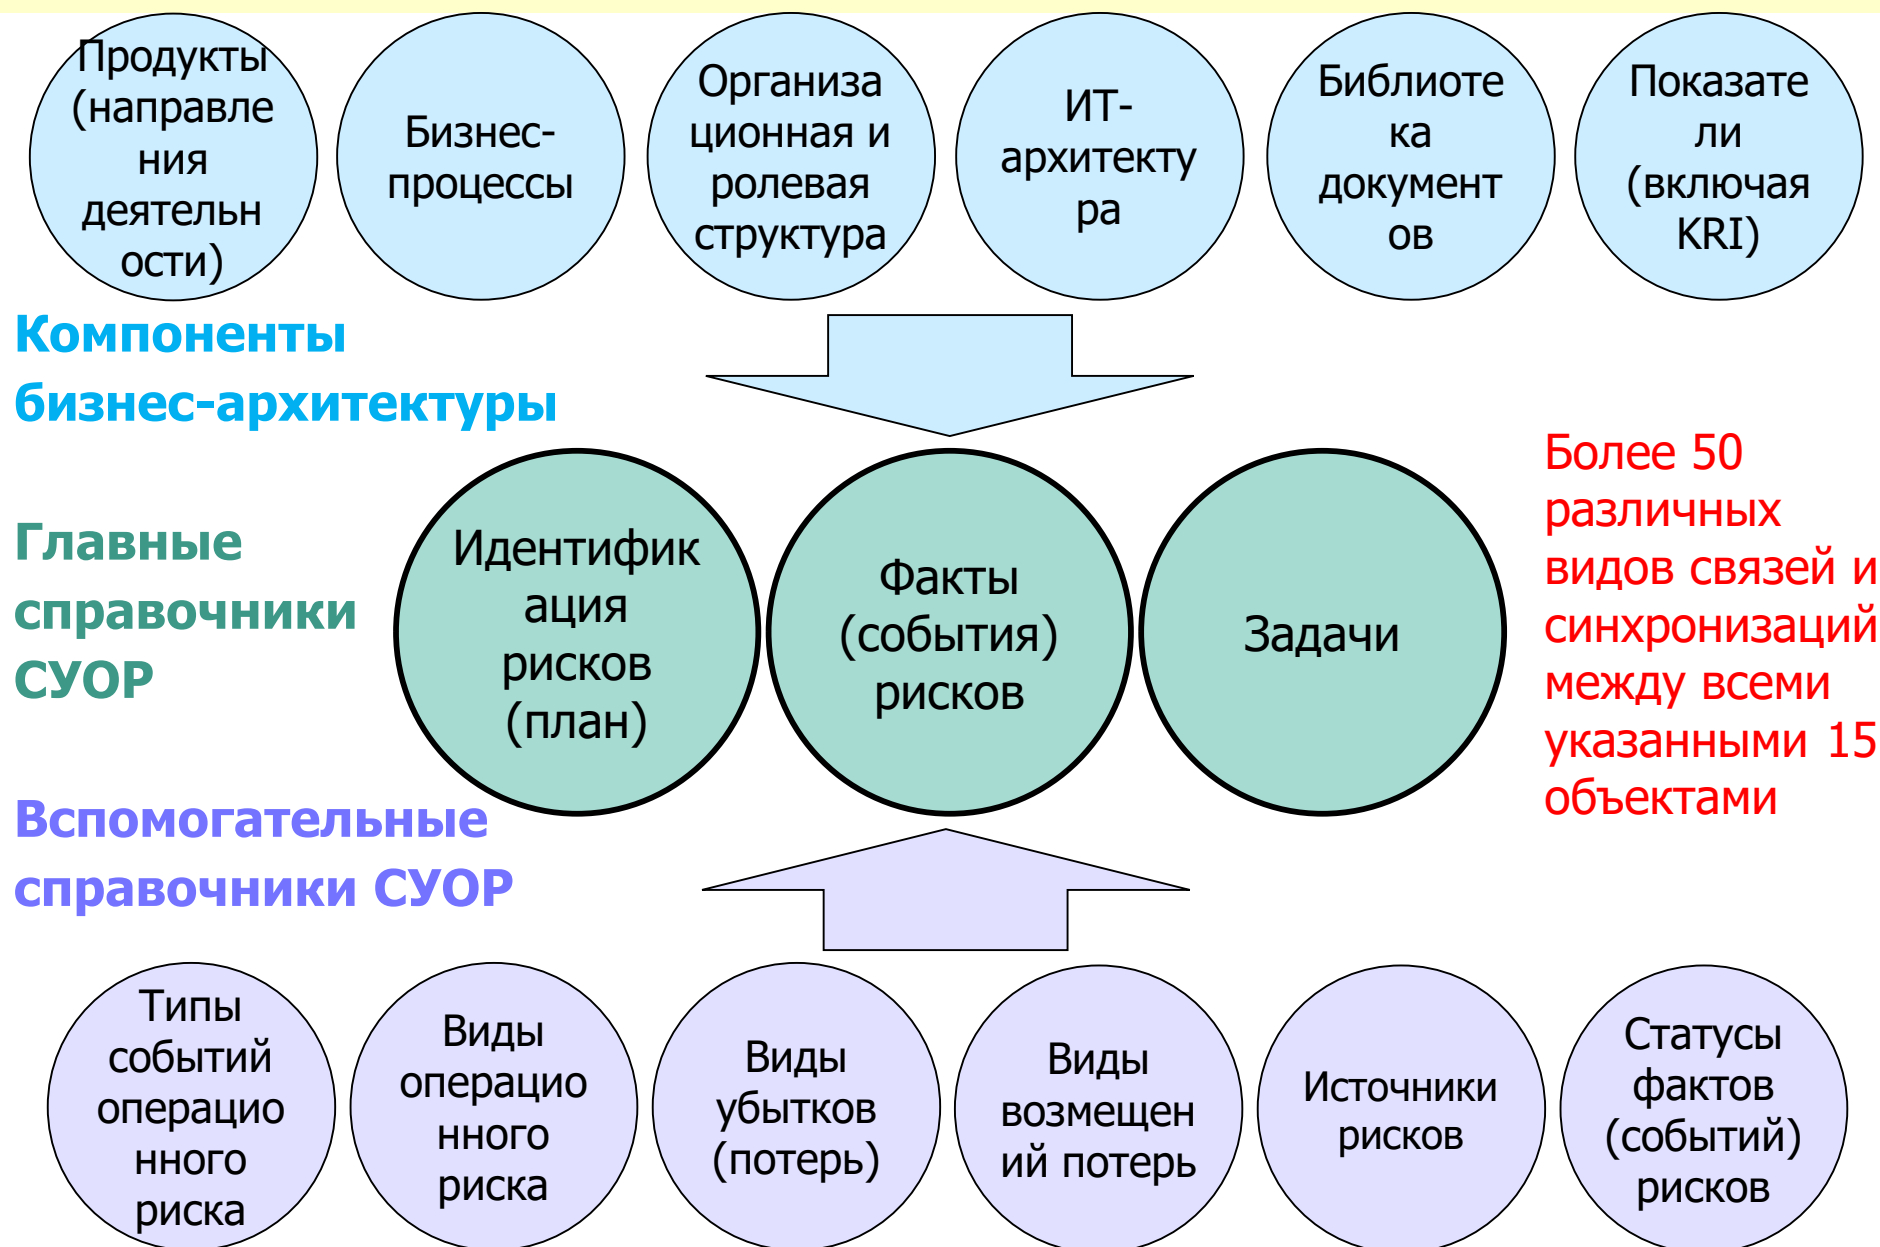 Продукты
(направле
ния
деятельн
ости)
Бизнес-
процессы
Организа
ционная и
ролевая
структура
ИТ-
архитекту
ра
Библиоте
ка
документ
ов
Показате
ли
(включая
KRI)
Компоненты
бизнес-архитектуры
Главные
справочники
СУОР
Идентифик
ация
рисков
(план)
Факты
(события)
рисков
Задачи
Более 50
различных
видов связей и
синхронизаций
между всеми
указанными 15
объектами
Вспомогательные
справочники СУОР
Типы
событий
операцио
нного
риска
Виды
операцио
нного
риска
Виды
убытков
(потерь)
Виды
возмещен
ий потерь
Источники
рисков
Статусы
фактов
(событий)
рисков